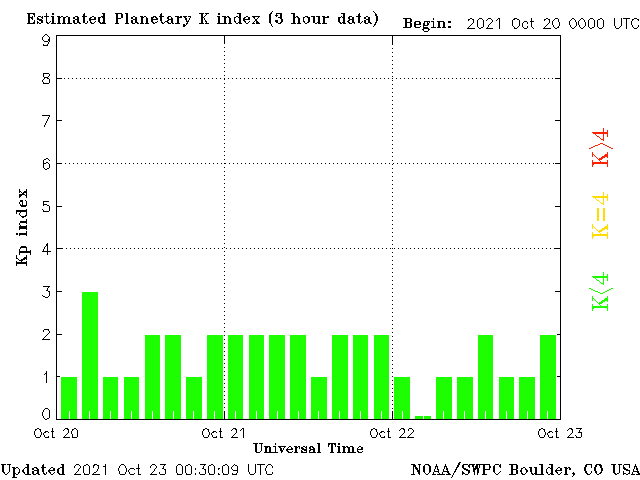 Estimated Planetary K index (3 hour data)
Begin: 2021 Oct 20 0000 UTC
9
8
7
6
5
4
3
2
1
0
Kp index
K>4
K=4
K<4
Oct 20
Oct 21
Oct 22
Oct 23
Universal Time
Updated 2021 Oct 23 00:30:09 UTC
NOAA/SWPC Boulder, CO USA